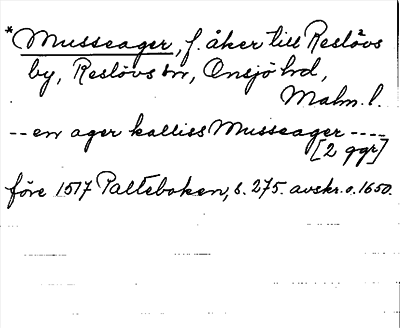 *Musseager, f. åker till Reslövs
by, Reslövs sn, Onsjö hd,
Malm. l.
-- en ager kalliss Musseager ----
[2 ggr]
före 1517 Palteboken, s. 275. avskr. o. 1650.